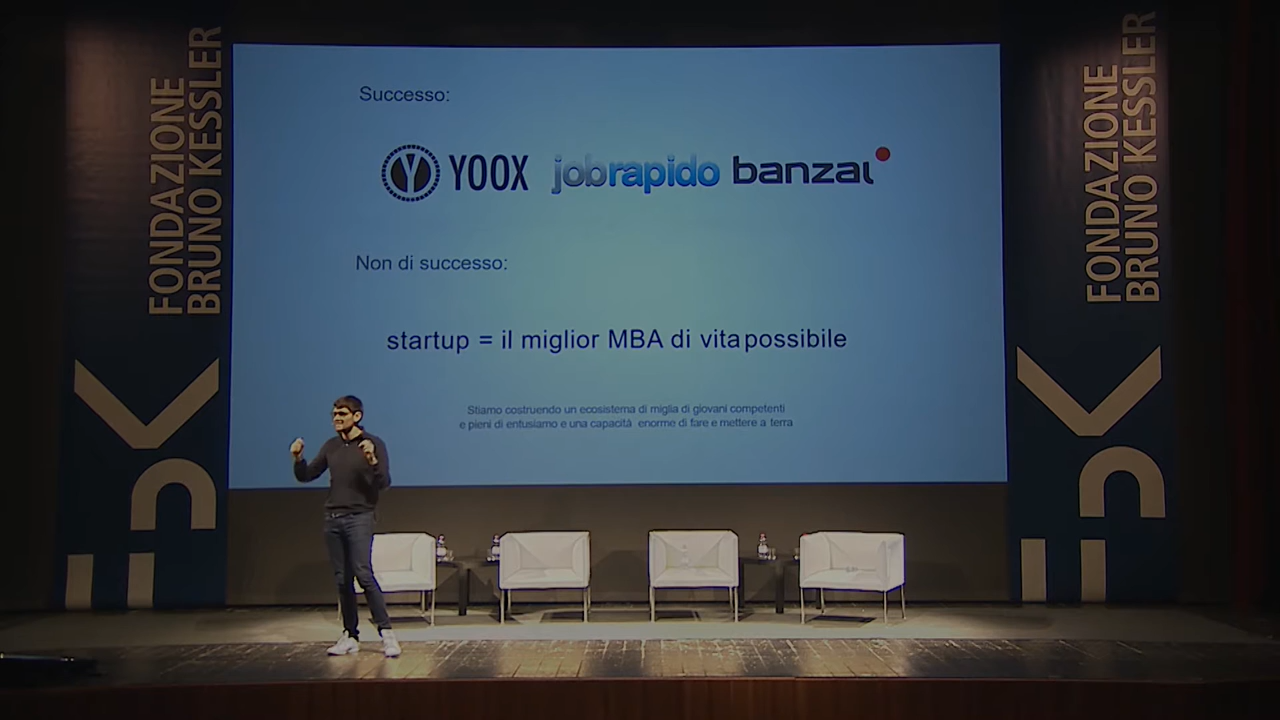 FONDAZIONE
BRUNO KESSLER
Successo:
YOOX jobrapido banzai
Non di successo:
startup = il miglior MBA di vita possibile
Stiamo costruendo un ecosistema di miglia di giovani competenti
e pieni di entusiamo e una capacità enorme di fare e mettere a terra
FONDAZIONE
BRUNO KESSLER